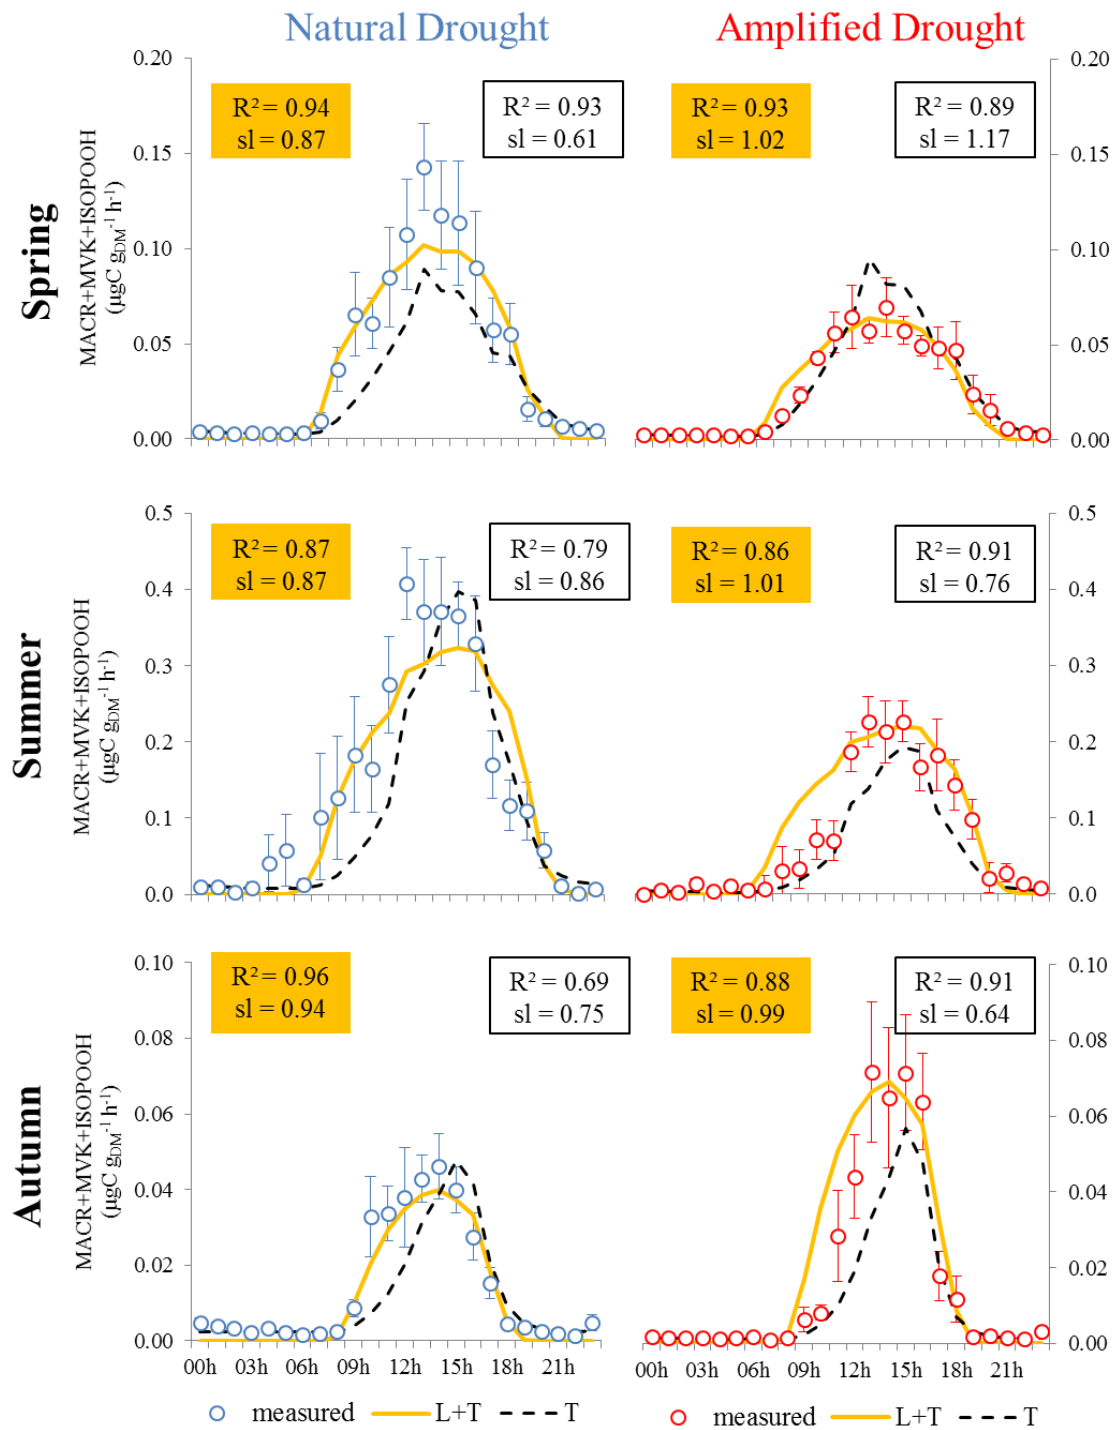 Natural Drought
Amplified Drought
Spring
MACR+MVK+ISOPOOH
(µgC gDM⁻¹ h⁻¹)
0.20
0.15
0.10
0.05
0.00
R² = 0.94
sl = 0.87
R² = 0.93
sl = 0.61
R² = 0.93
sl = 1.02
R² = 0.89
sl = 1.17
0.20
0.15
0.10
0.05
0.00
Summer
MACR+MVK+ISOPOOH
(µgC gDM⁻¹ h⁻¹)
0.5
0.4
0.3
0.2
0.1
0.0
R² = 0.87
sl = 0.87
R² = 0.79
sl = 0.86
R² = 0.86
sl = 1.01
R² = 0.91
sl = 0.76
0.5
0.4
0.3
0.2
0.1
0.0
Autumn
MACR+MVK+ISOPOOH
(µgC gDM⁻¹ h⁻¹)
0.10
0.08
0.06
0.04
0.02
0.00
R² = 0.96
sl = 0.94
R² = 0.69
sl = 0.75
R² = 0.88
sl = 0.99
R² = 0.91
sl = 0.64
0.10
0.08
0.06
0.04
0.02
0.00
00h 03h 09h 12h 15h 18h 21h
00h 03h 09h 12h 15h 18h 21h
measured L+T T
measured L+T T